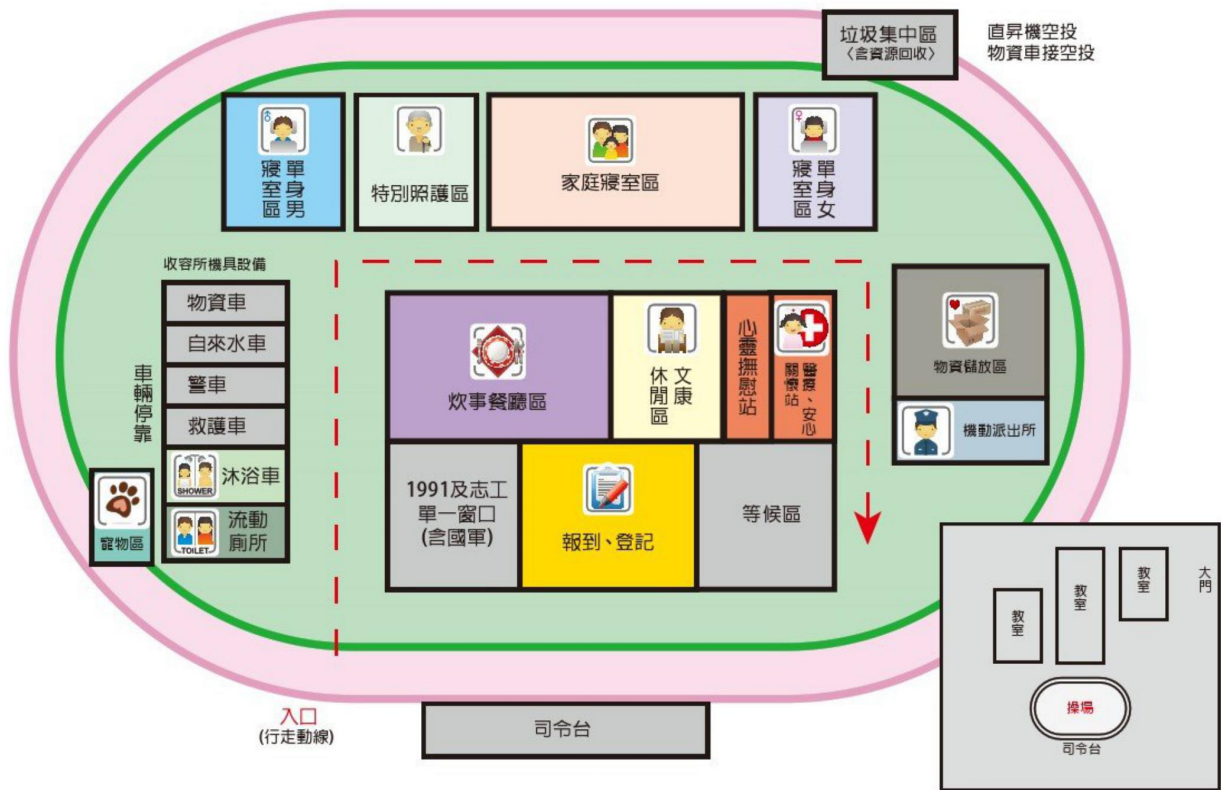 垃圾集中區
〈含資源回收〉
直昇機空投
物資車接空投
單身男
寢室區
特別照護區
家庭寢室區
單身女
寢室區
收容所機具設備
物資車
自來水車
警車
救護車
SHOWER
沐浴車
TOILET
流動
廁所
車輛停靠
寵物區
炊事餐廳區
文康
休閒區
心靈撫慰站
醫療、安心
關懷站
物資儲放區
機動派出所
1991及志工
單一窗口
(含國軍)
報到、登記
等候區
入口
(行走動線)
司令台
教室
教室
教室
大門
操場
司令台